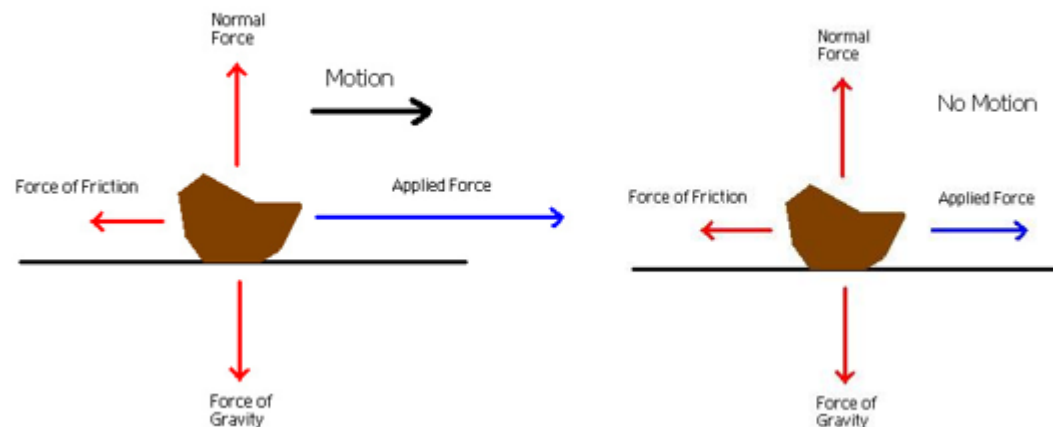 Normal
Force
Motion
Force of Friction
Applied Force
Force of
Gravity
Normal
Force
No Motion
Force of Friction
Applied Force
Force of
Gravity